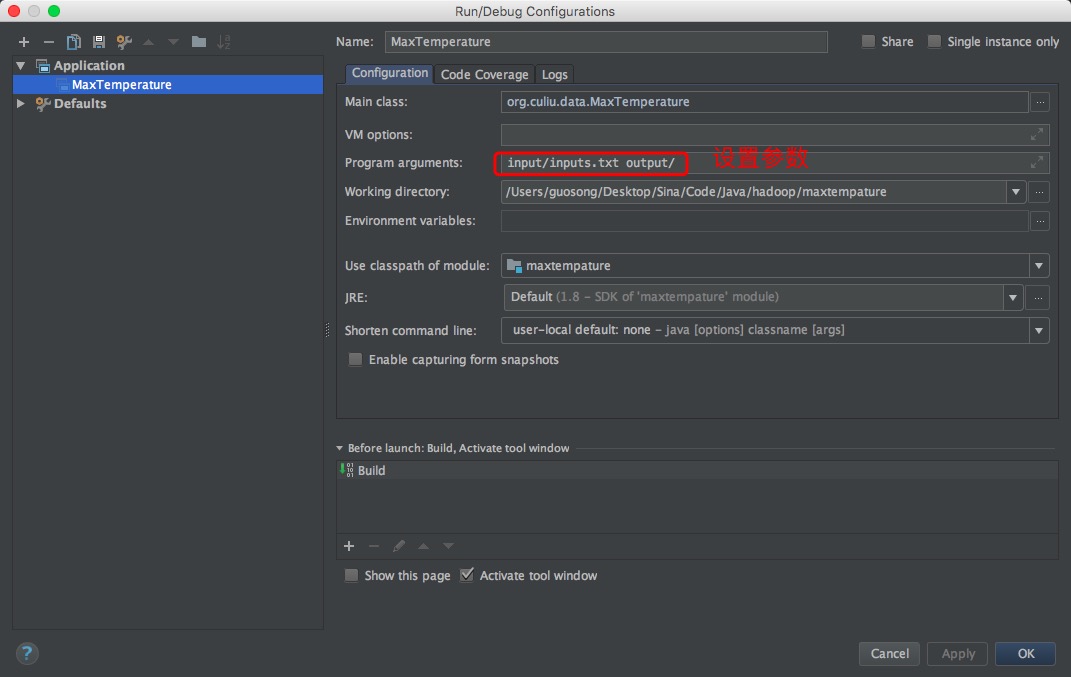 Run/Debug Configurations
Name: MaxTemperature
Share
Single instance only
Application
MaxTemperature
Defaults
Configuration
Code Coverage
Logs
Main class: org.culiu.data.MaxTemperature
VM options:
Program arguments: input/inputs.txt output/ 设置参数
Working directory: /Users/guosong/Desktop/Sina/Code/Java/hadoop/maxtempature
Environment variables:
Use classpath of module: maxtempature
JRE: Default (1.8 – SDK of 'maxtempature' module)
Shorten command line: user-local default: none – java [options] classname [args]
Enable capturing form snapshots
Before launch: Build, Activate tool window
Build
Show this page
Activate tool window
?
Cancel
Apply
OK